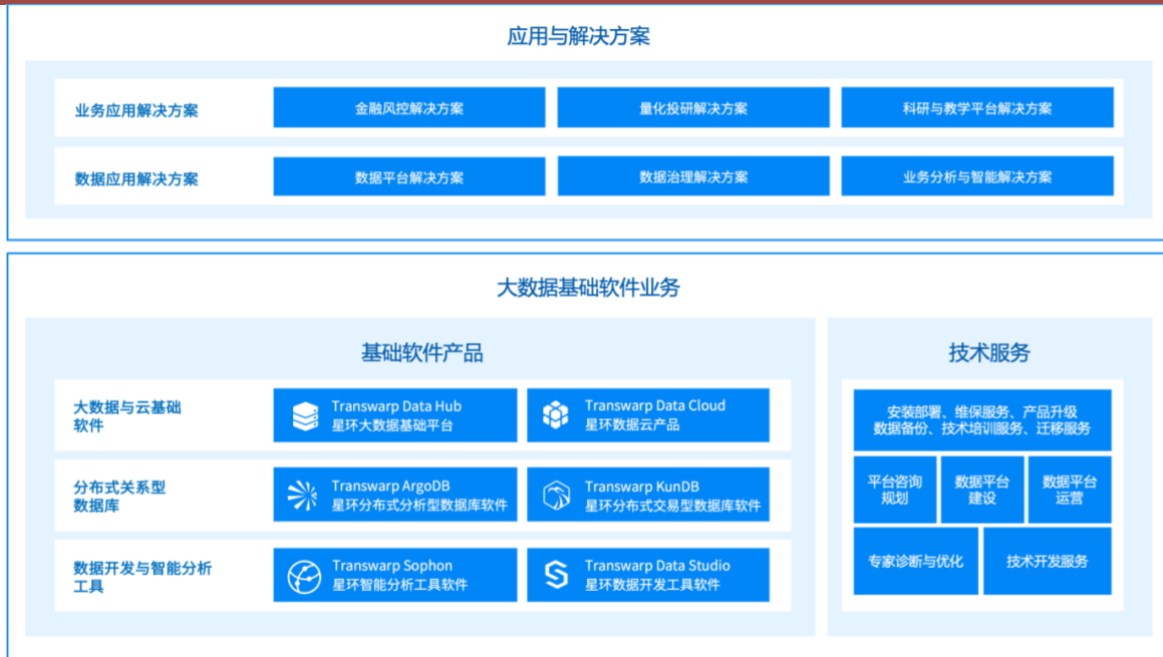 应用与解决方案
业务应用解决方案
金融风控解决方案
量化投研解决方案
科研与教学平台解决方案
数据应用解决方案
数据平台解决方案
数据治理解决方案
业务分析与智能解决方案
大数据基础软件业务
基础软件产品
大数据与云基础
软件
Transwarp Data Hub
星环大数据基础平台
Transwarp Data Cloud
星环数据云产品
分布式关系型
数据库
Transwarp ArgoDB
星环分布式分析型数据库软件
Transwarp KunDB
星环分布式交易型数据库软件
数据开发与智能分析
工具
Transwarp Sophon
星环智能分析工具软件
Transwarp Data Studio
星环数据开发工具软件
技术服务
安装部署、维保服务、产品升级
数据备份、技术培训服务、迁移服务
平台咨询
规划
数据平台
建设
数据平台
运营
专家诊断与优化
技术开发服务